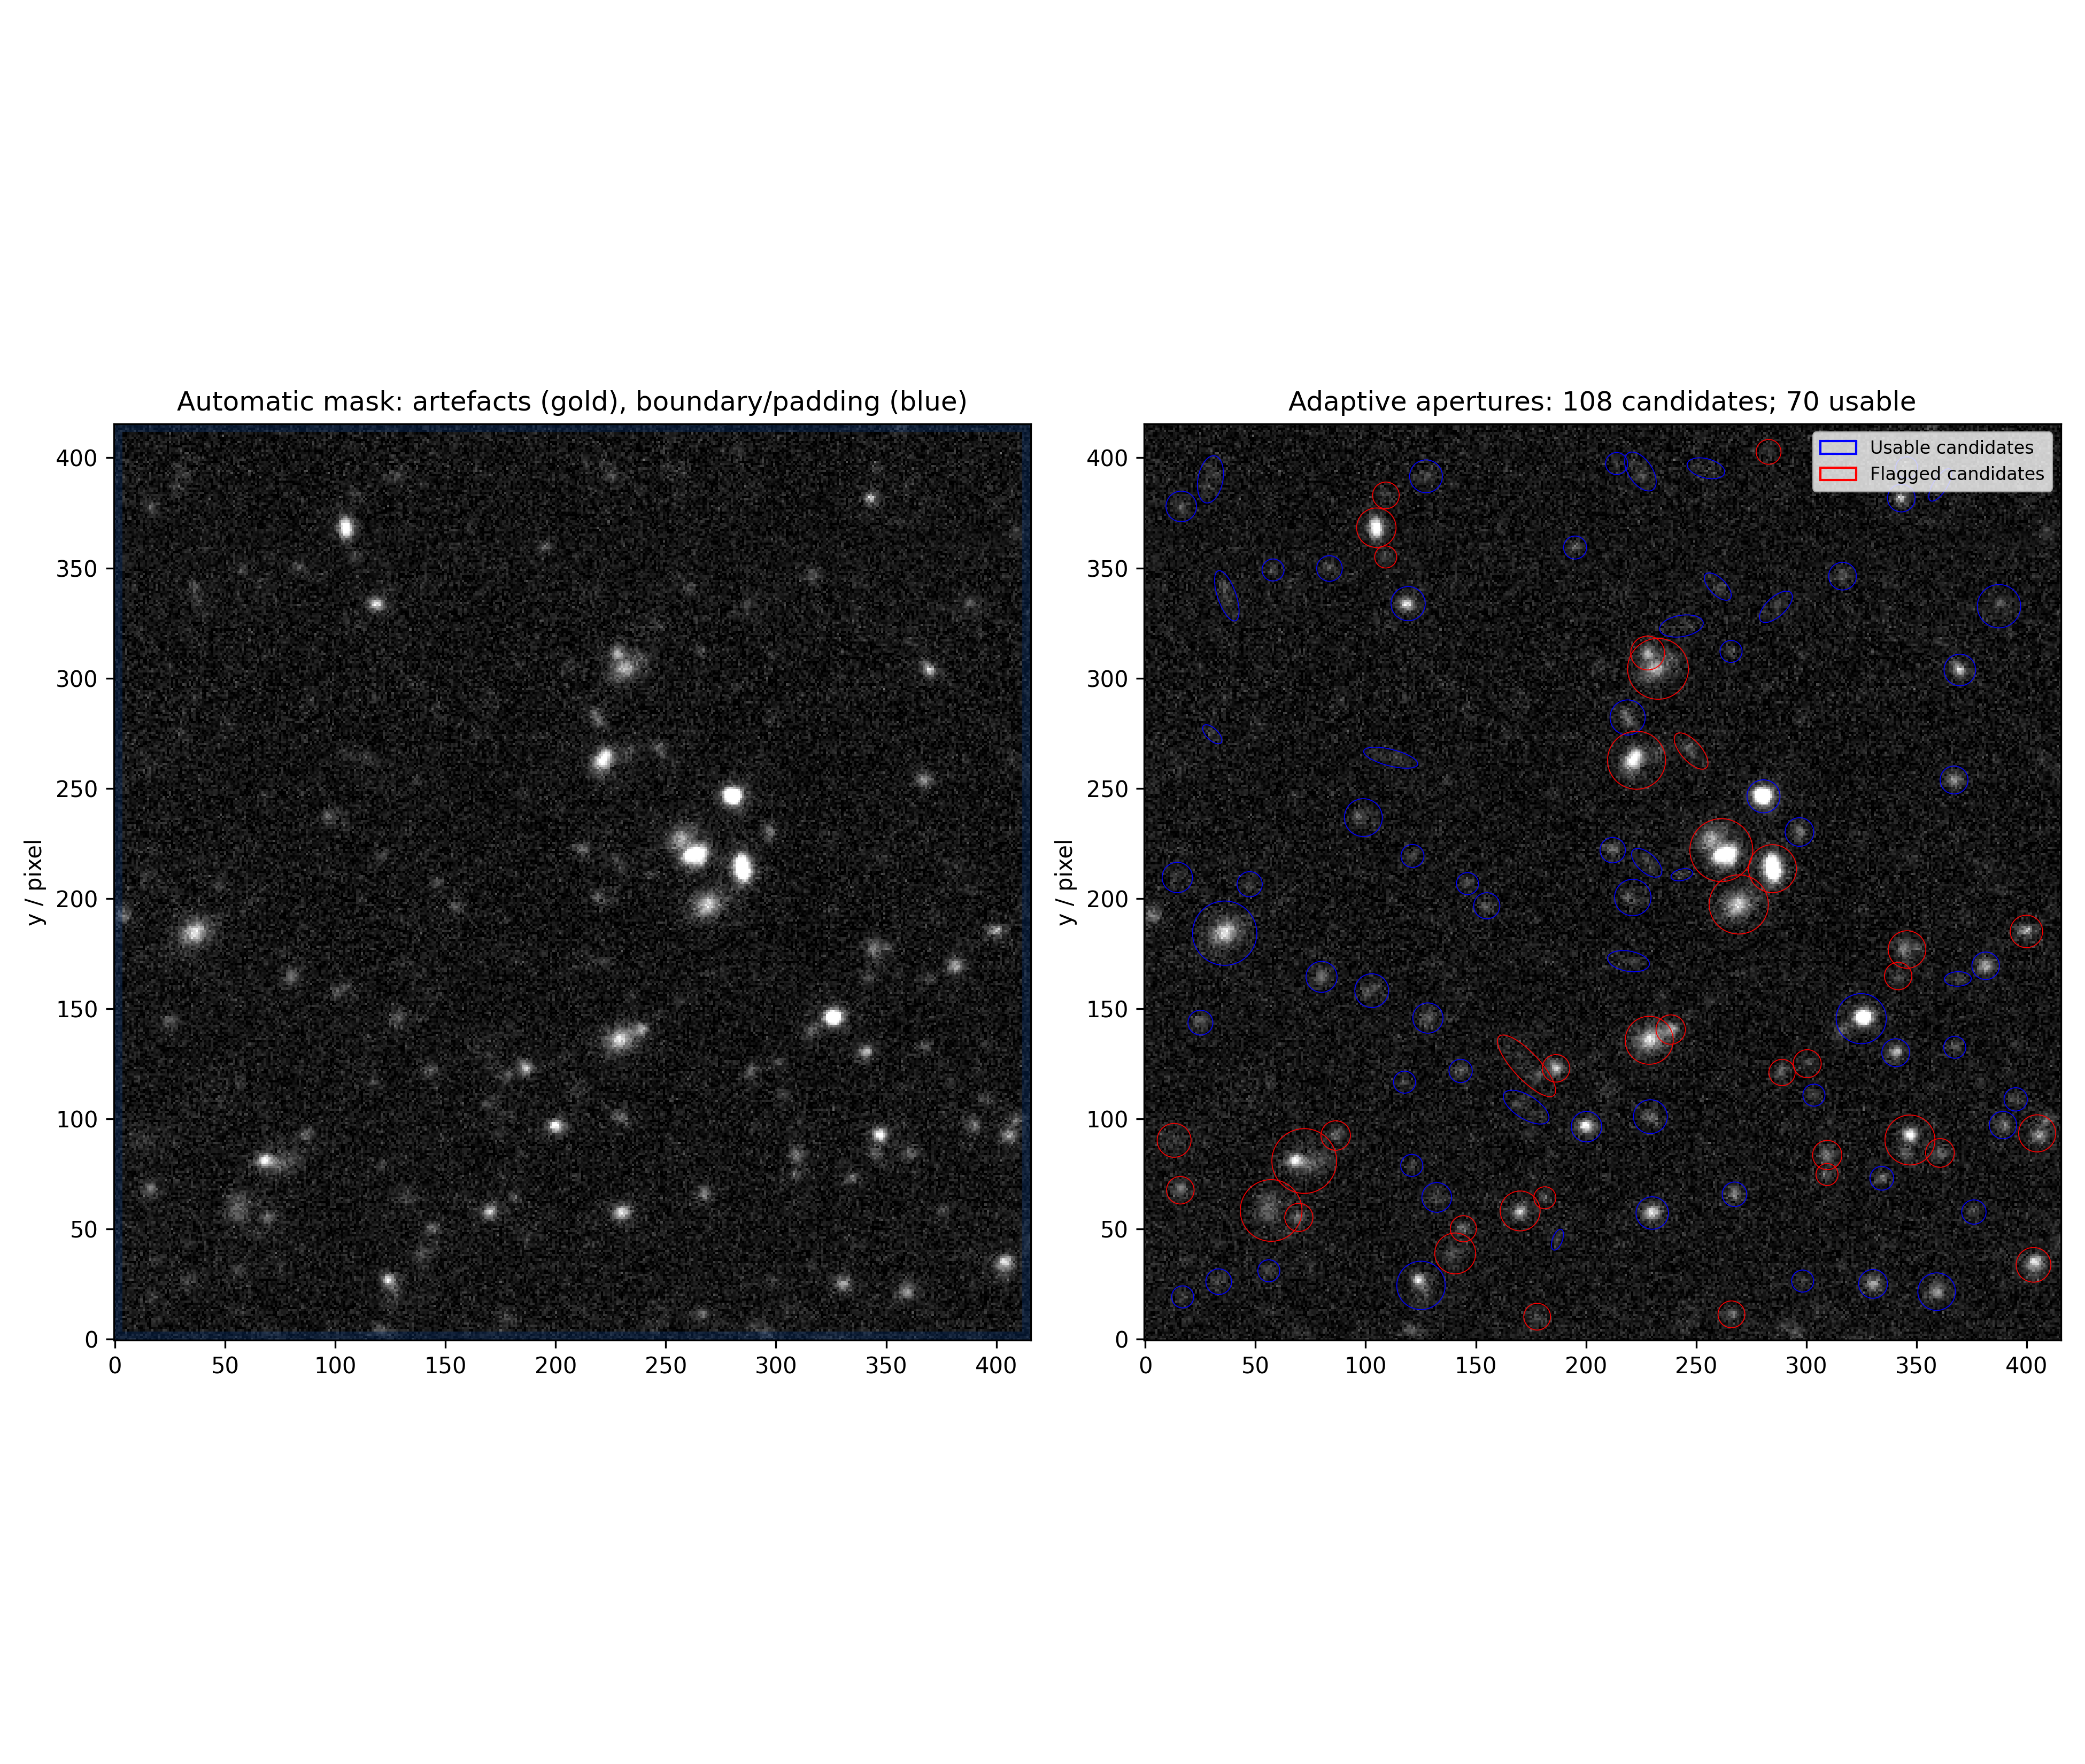 Automatic mask: artefacts (gold), boundary/padding (blue)
400
350
300
250
200
150
100
50
0
y / pixel
0 50 100 150 200 250 300 350 400
Adaptive apertures: 108 candidates; 70 usable
Usable candidates
Flagged candidates
400
350
300
250
200
150
100
50
0
y / pixel
0 50 100 150 200 250 300 350 400